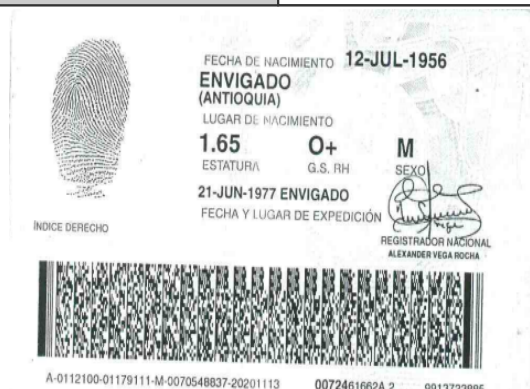 FECHA DE NACIMIENTO 12-JUL-1956
ENVIGADO
(ANTIOQUIA)
LUGAR DE NACIMIENTO
1.65 O+ M
ESTATURA G.S. RH SEXO
21-JUN-1977 ENVIGADO
FECHA Y LUGAR DE EXPEDICIÓN
ÍNDICE DERECHO
REGISTRADOR NACIONAL
ALEXANDER VEGA ROCHA
A-0112100-01179111-M-0070548837-20201113 0072461662A 2